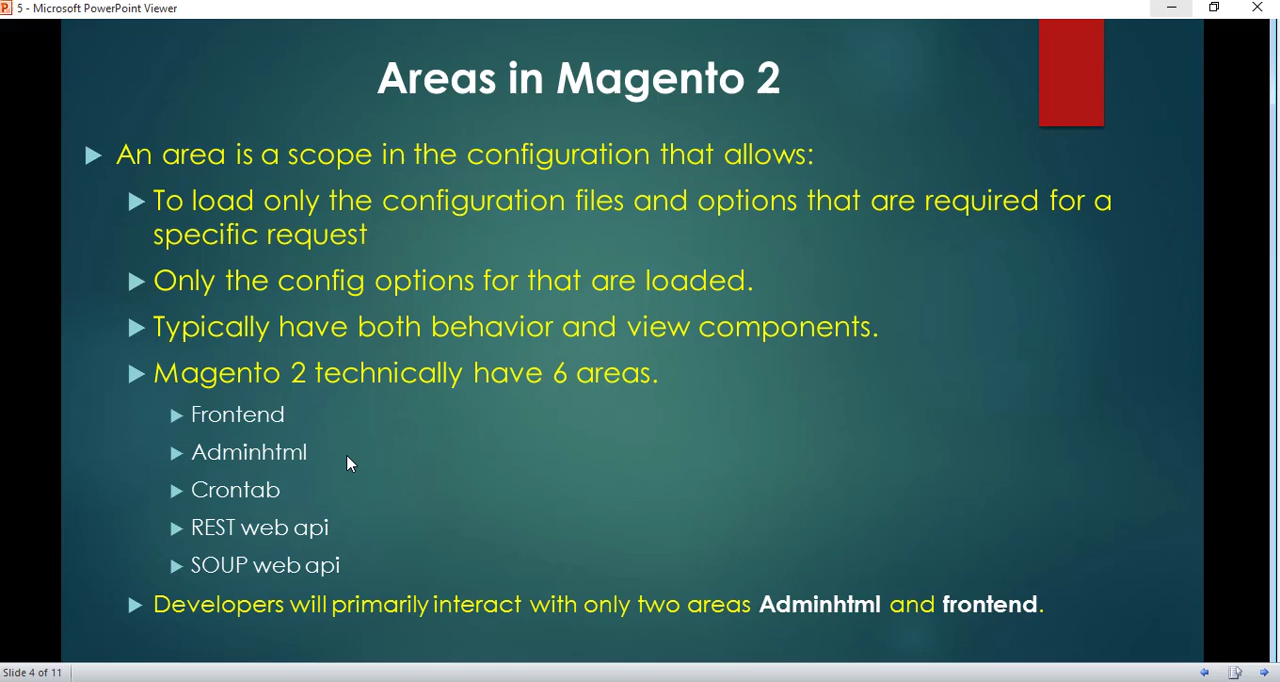 5 - Microsoft PowerPoint Viewer
Areas in Magento 2
An area is a scope in the configuration that allows:
To load only the configuration files and options that are required for a
specific request
Only the config options for that are loaded.
Typically have both behavior and view components.
Magento 2 technically have 6 areas.
Frontend
Adminhtml
Crontab
REST web api
SOUP web api
Developers will primarily interact with only two areas Adminhtml and frontend.
Slide 4 of 11